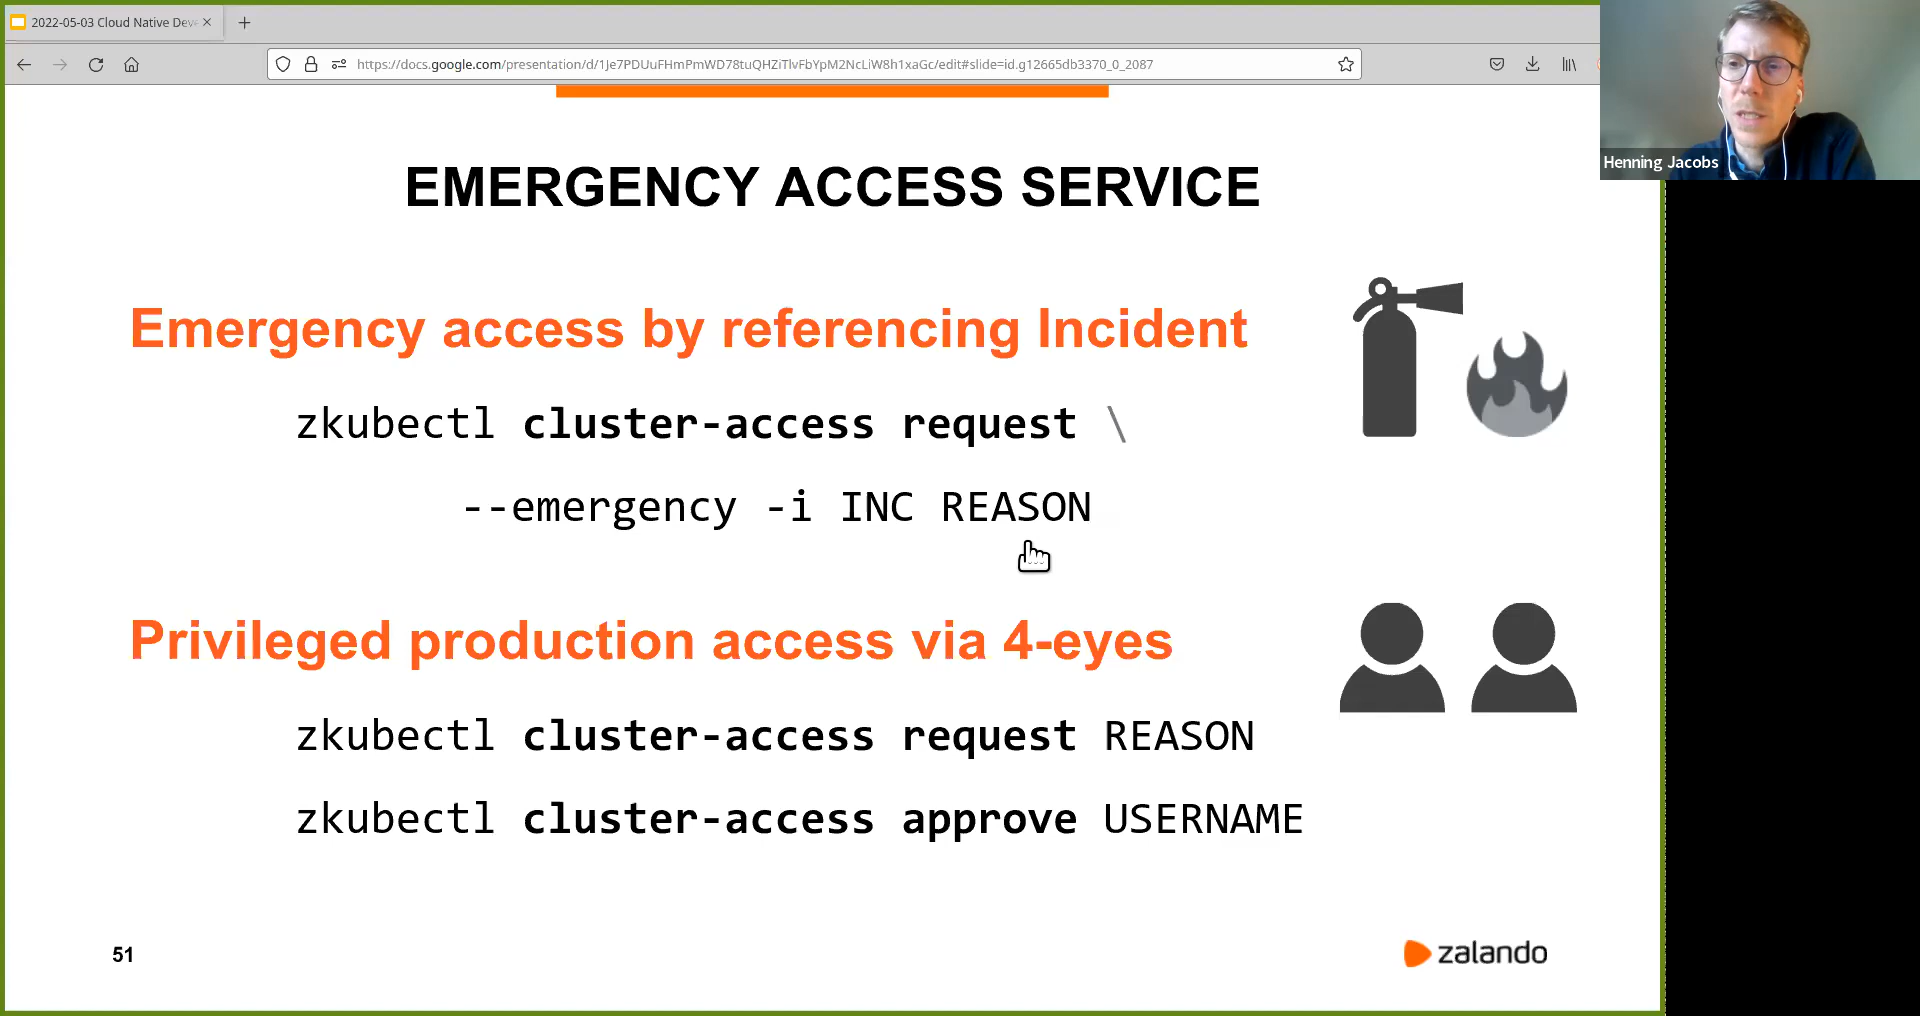 2022-05-03 Cloud Native Dev
https://docs.google.com/presentation/d/1Je7PDUuFHmPmWD78tuQHZiTlvFbYpM2NcLiW8h1xaGc/edit#slide=id.g12665db3370_0_2087
Henning Jacobs
EMERGENCY ACCESS SERVICE
Emergency access by referencing Incident
zkubectl cluster-access request \
--emergency -i INC REASON
Privileged production access via 4-eyes
zkubectl cluster-access request REASON
zkubectl cluster-access approve USERNAME
51
zalando